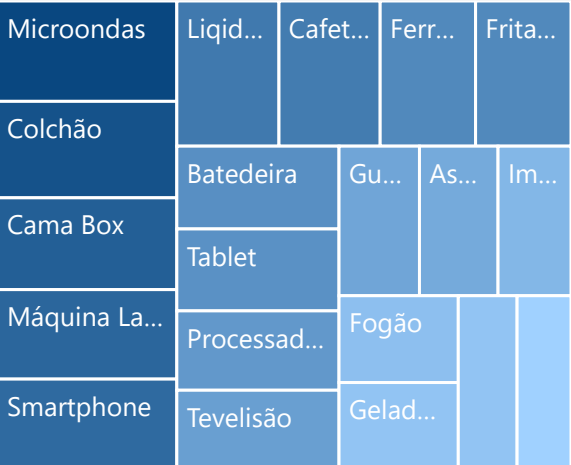 Microondas
Colchão
Cama Box
Máquina La...
Smartphone
Liqid...
Cafet...
Ferr...
Frita...
Batedeira
Tablet
Processad...
Tevelisão
Gu...
As...
Im...
Fogão
Gelad...